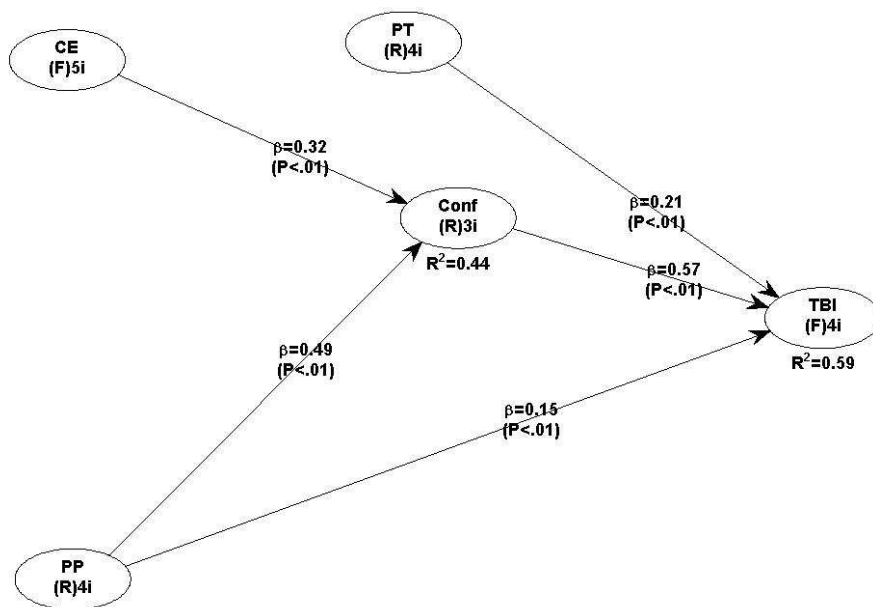 CE
(F)5i
PT
(R)4i
β=0.32
(P<.01)
Conf
(R)3i
R²=0.44
β=0.21
(P<.01)
β=0.57
(P<.01)
TBI
(F)4i
R²=0.59
β=0.49
(P<.01)
β=0.15
(P<.01)
PP
(R)4i